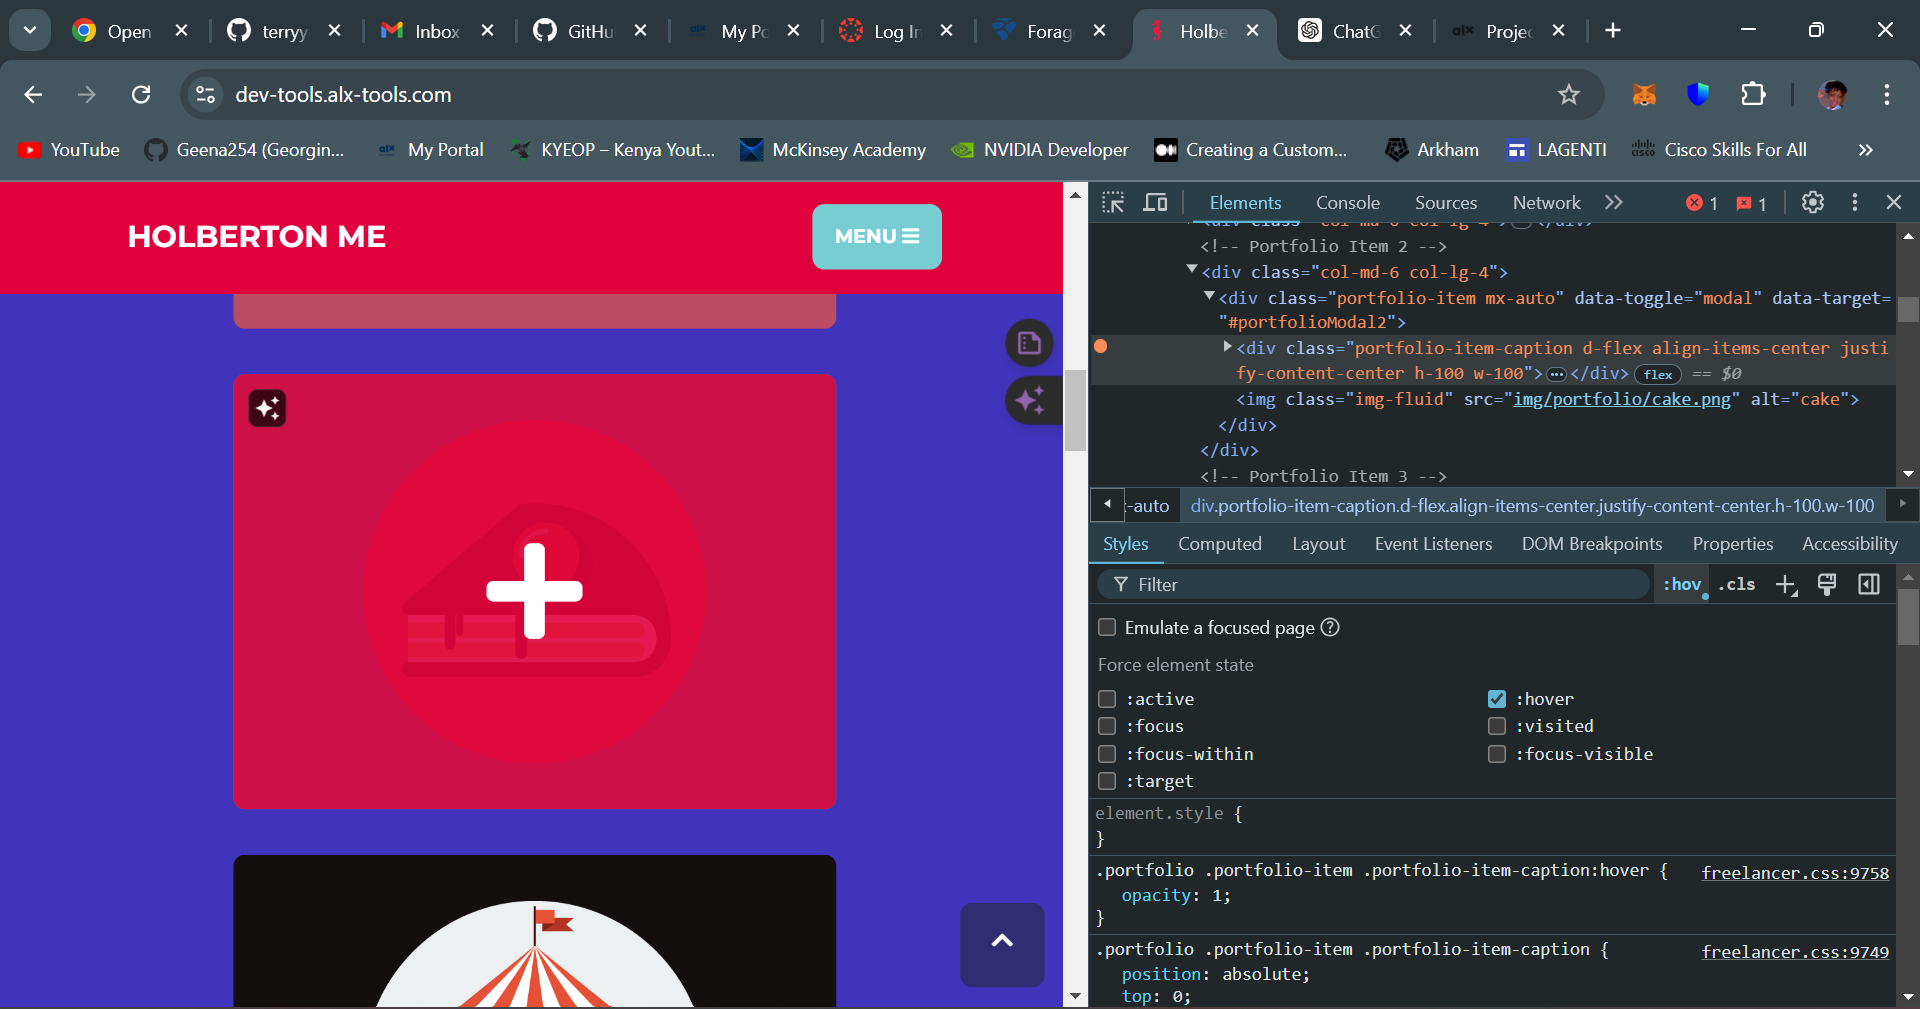 Open
terryy
Inbox
GitHu
My Po
Log In
Forag
Holbe
ChatG
Projec
dev-tools.alx-tools.com
YouTube
Geena254 (Georgin...
alx
My Portal
KYEOP – Kenya Yout...
McKinsey Academy
NVIDIA Developer
Creating a Custom...
Arkham
LAGENTI
cisco
Cisco Skills For All
HOLBERTON ME
MENU
Elements
Console
Sources
Network
1
1
<!-- Portfolio Item 2 -->
<div class="col-md-6 col-lg-4">
<div class="portfolio-item mx-auto" data-toggle="modal" data-target=
"#portfolioModal2">
<div class="portfolio-item-caption d-flex align-items-center justi
fy-content-center h-100 w-100">…</div> flex == $0
<img class="img-fluid" src="img/portfolio/cake.png" alt="cake">
</div>
</div>
<!-- Portfolio Item 3 -->
-auto
div.portfolio-item-caption.d-flex.align-items-center.justify-content-center.h-100.w-100
Styles
Computed
Layout
Event Listeners
DOM Breakpoints
Properties
Accessibility
Filter
:hov
.cls
Emulate a focused page
Force element state
:active
:hover
:focus
:visited
:focus-within
:focus-visible
:target
element.style {
}
.portfolio .portfolio-item .portfolio-item-caption:hover {
freelancer.css:9758
opacity: 1;
}
.portfolio .portfolio-item .portfolio-item-caption {
freelancer.css:9749
position: absolute;
top: 0;